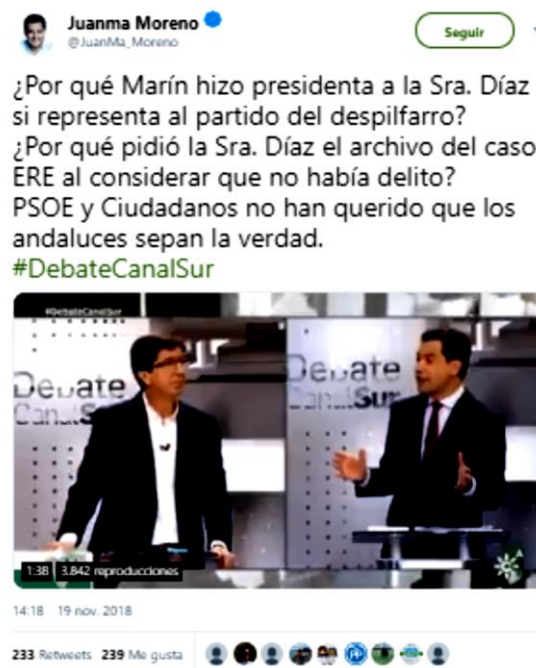 Juanma Moreno
@JuanMa_Moreno
Seguir
¿Por qué Marín hizo presidenta a la Sra. Díaz
si representa al partido del despilfarro?
¿Por qué pidió la Sra. Díaz el archivo del caso
ERE al considerar que no había delito?
PSOE y Ciudadanos no han querido que los
andaluces sepan la verdad.
#DebateCanalSur
#DebateCanalSur
Debate
Canal S
Debate
Canal Sur
1:38 3.842 reproducciones
14:18 19 nov. 2018
233 Retweets 239 Me gusta